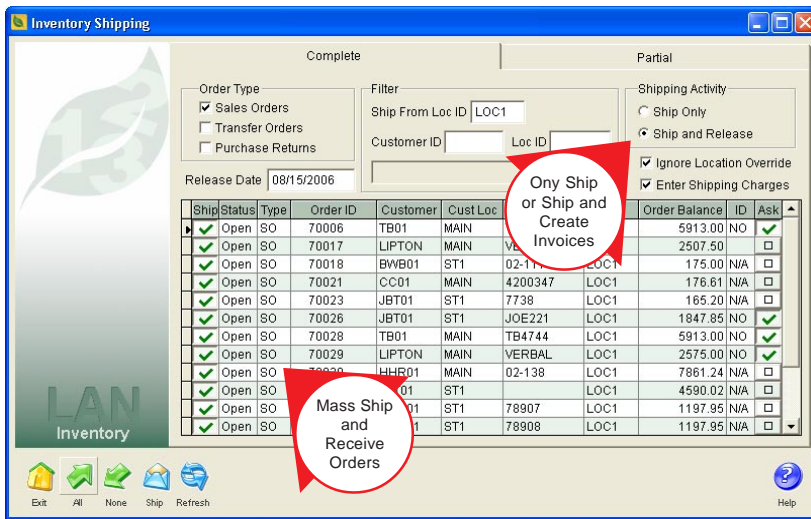 Inventory Shipping
Complete
Partial
Order Type
Sales Orders
Transfer Orders
Purchase Returns
Release Date 08/15/2006
Filter
Ship From Loc ID LOC1
Customer ID Loc ID
Shipping Activity
Ship Only
Ship and Release
Ignore Location Override
Enter Shipping Charges
Ony Ship
or Ship and
Create
Invoices
Ship Status Type Order ID Customer Cust Loc Order Balance ID Ask
Open SO 70006 TB01 MAIN 5913.00 NO
Open SO 70017 LIPTON MAIN 2507.50
Open SO 70018 BWB01 ST1 LOC1 175.00 N/A
Open SO 70021 CC01 MAIN 4200347 LOC1 176.61 N/A
Open SO 70023 JBT01 ST1 7738 LOC1 165.20 N/A
Open SO 70026 JBT01 ST1 JOE221 LOC1 1847.85 NO
Open SO 70028 TB01 MAIN TB4744 LOC1 5913.00 NO
Open SO 70029 LIPTON MAIN VERBAL LOC1 2575.00 NO
Open SO HHR01 MAIN 02-138 LOC1 7861.24 N/A
Open SO 01 ST1 LOC1 4590.02 N/A
Open SO 01 ST1 78907 LOC1 1197.95 N/A
Open SO 1 ST1 78908 LOC1 1197.95 N/A
Mass Ship
and
Receive
Orders
LAN
Inventory
Exit All None Ship Refresh Help